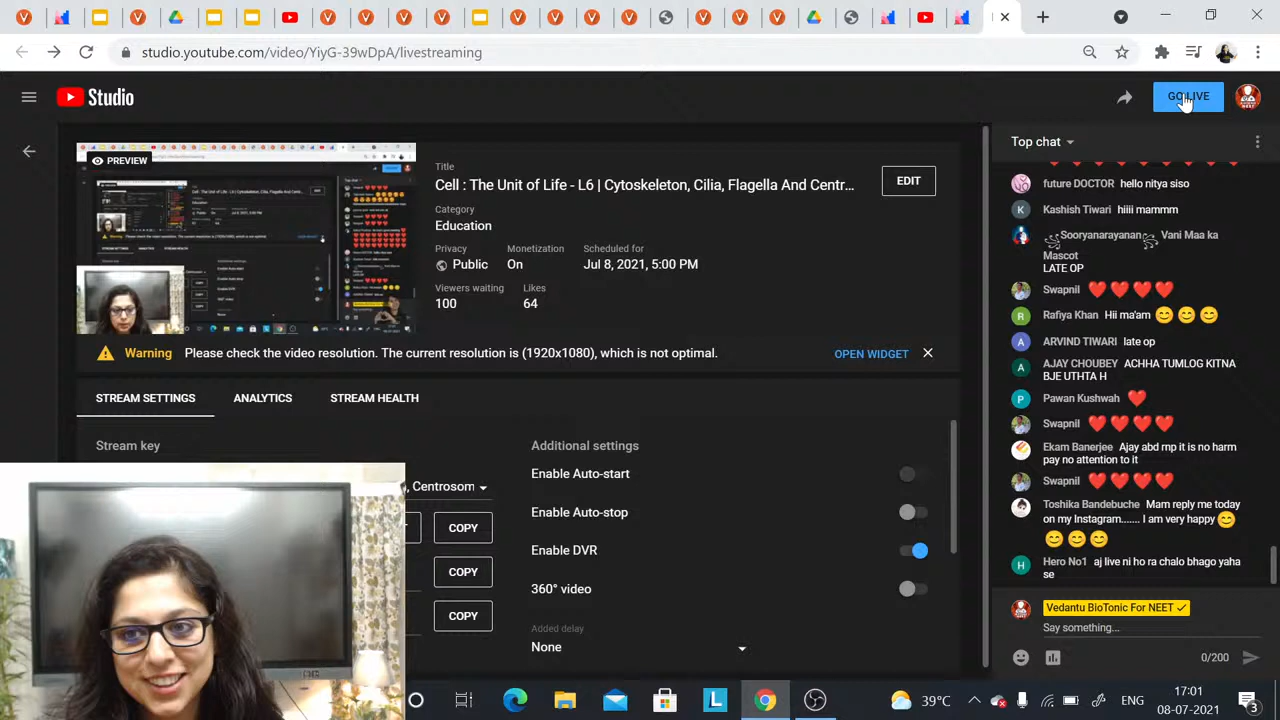 studio.youtube.com/video/YiyG-39wDpA/livestreaming
Studio
GO LIVE
PREVIEW
Title
Cell : The Unit of Life - L6 | Cytoskeleton, Cilia, Flagella And Centr...
EDIT
Category
Education
Privacy
Monetization
Scheduled for
Public
On
Jul 8, 2021, 5:00 PM
Viewers waiting
Likes
100
64
Warning
Please check the video resolution. The current resolution is (1920x1080), which is not optimal.
OPEN WIDGET
STREAM SETTINGS
ANALYTICS
STREAM HEALTH
Stream key
Additional settings
Enable Auto-start
, Centrosom
Enable Auto-stop
COPY
Enable DVR
COPY
360° video
COPY
Added delay
None
Top chat
future DOCTOR hello nitya siso
Kamlesh Tiwari hiiii mammm
Vani Maa ka
Mascot
LATE OP
Swapnil ❤️❤️❤️❤️
Rafiya Khan Hii ma'am 😊😊😊
ARVIND TIWARI late op
AJAY CHOUBEY ACHHA TUMLOG KITNA
BJE UTHTA H
Pawan Kushwah ❤️
Swapnil ❤️❤️❤️❤️
Ekam Banerjee Ajay abd rnp it is no harm
pay no attention to it
Swapnil ❤️❤️❤️❤️
Toshika Bandebuche Mam reply me today
on my Instagram....... I am very happy 😊
😊😊😊
Hero No1 aj live ni ho ra chalo bhago yaha
se
Vedantu BioTonic For NEET
Say something...
0/200
39°C
ENG
17:01
08-07-2021
3